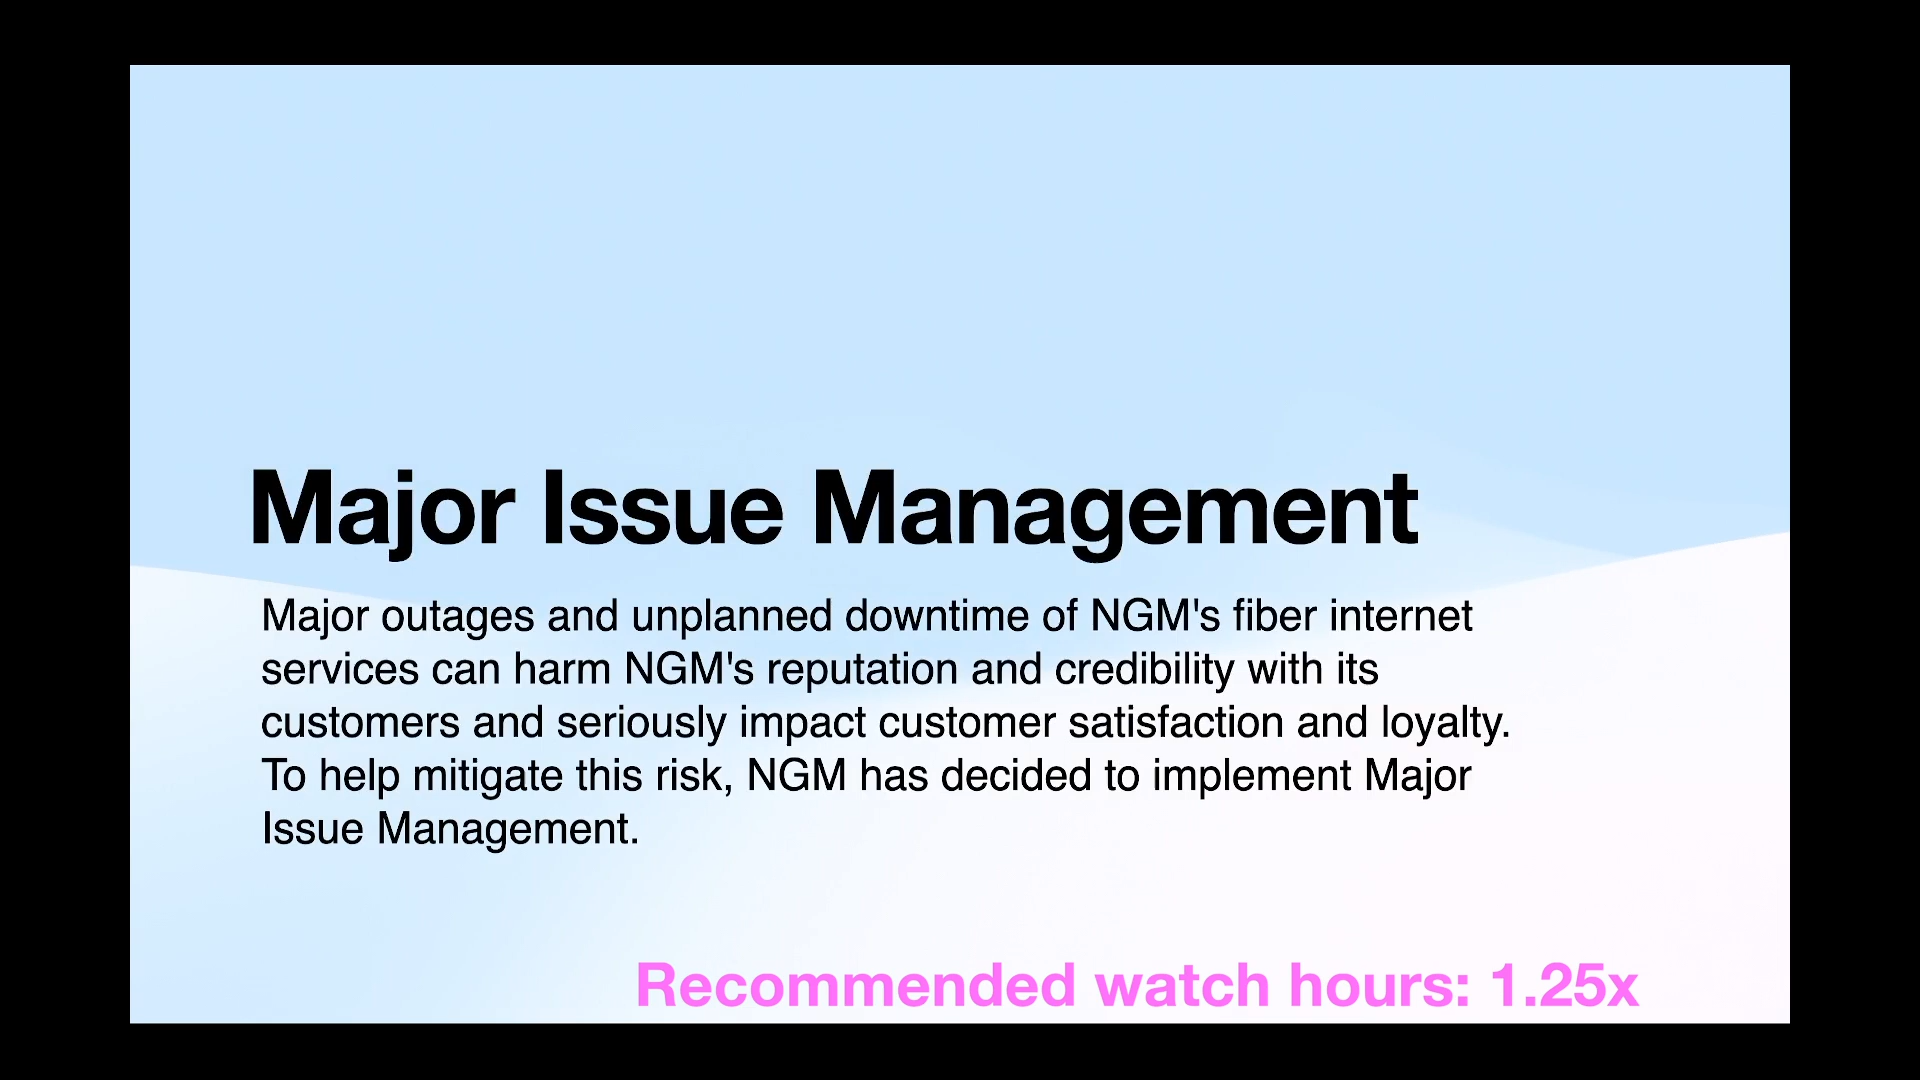 Major Issue Management
Major outages and unplanned downtime of NGM's fiber internet
services can harm NGM's reputation and credibility with its
customers and seriously impact customer satisfaction and loyalty.
To help mitigate this risk, NGM has decided to implement Major
Issue Management.
Recommended watch hours: 1.25x